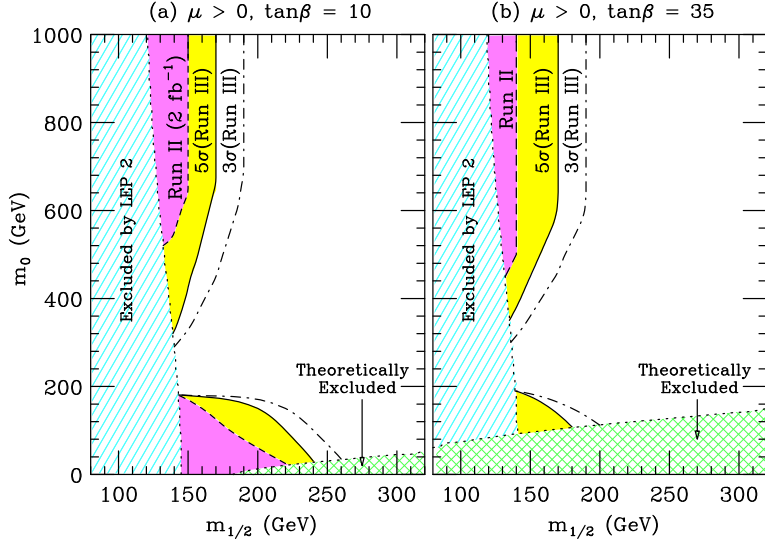 (a) μ > 0, tanβ = 10
(b) μ > 0, tanβ = 35
1000
800
600
400
200
0
m₀ (GeV)
Excluded by LEP 2
Run II (2 fb⁻¹)
5σ(Run III)
3σ(Run III)
Theoretically
Excluded
Excluded by LEP 2
Run II
5σ(Run III)
3σ(Run III)
Theoretically
Excluded
100 150 200 250 300
100 150 200 250 300
m₁/₂ (GeV)
m₁/₂ (GeV)